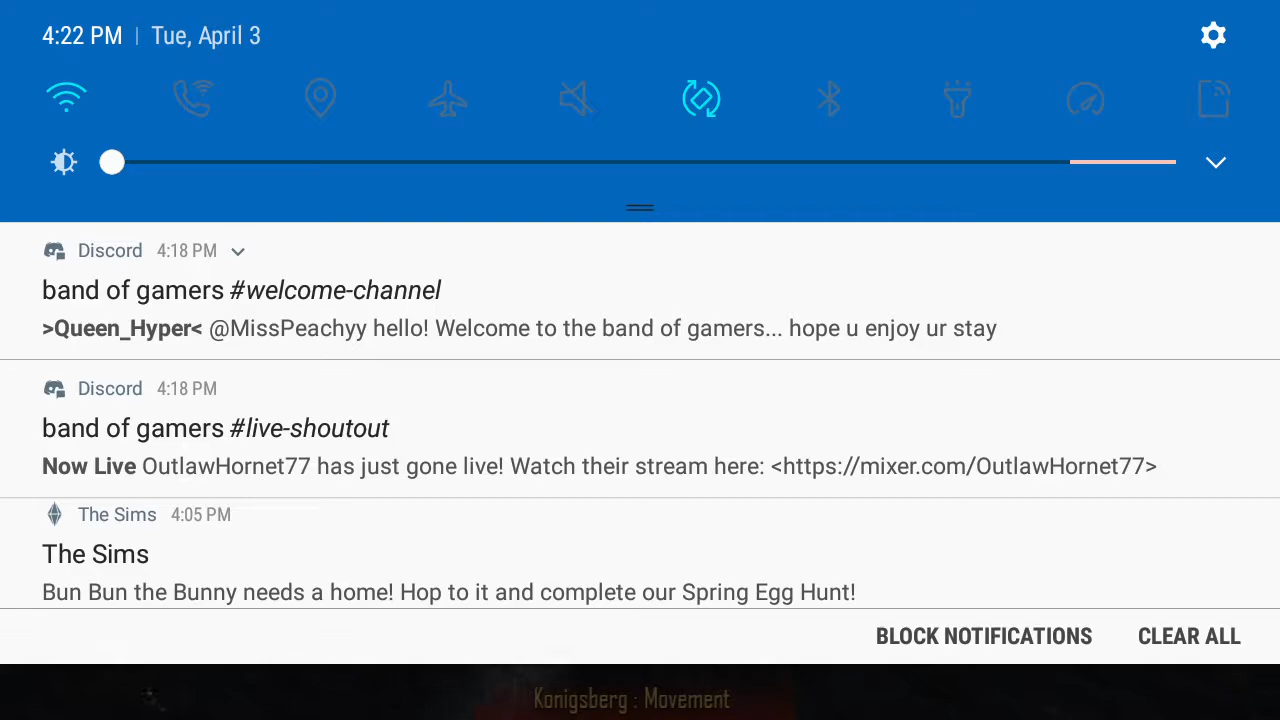 4:22 PM | Tue, April 3
Discord 4:18 PM
band of gamers #welcome-channel
>Queen_Hyper< @MissPeachyy hello! Welcome to the band of gamers... hope u enjoy ur stay
Discord 4:18 PM
band of gamers #live-shoutout
Now Live OutlawHornet77 has just gone live! Watch their stream here: <https://mixer.com/OutlawHornet77>
The Sims 4:05 PM
The Sims
Bun Bun the Bunny needs a home! Hop to it and complete our Spring Egg Hunt!
BLOCK NOTIFICATIONS CLEAR ALL
Konigsberg : Movement